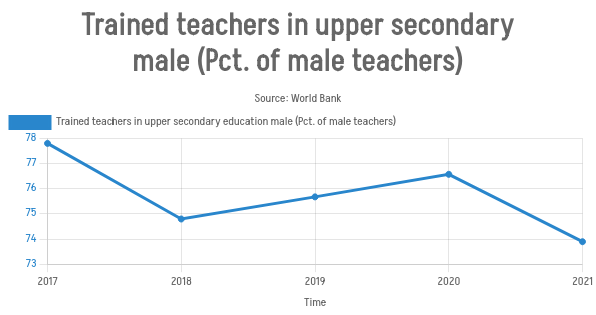 Trained teachers in upper secondary
male (Pct. of male teachers)
Source: World Bank
Trained teachers in upper secondary education male (Pct. of male teachers)
78
77
76
75
74
73
2017 2018 2019 2020 2021
Time